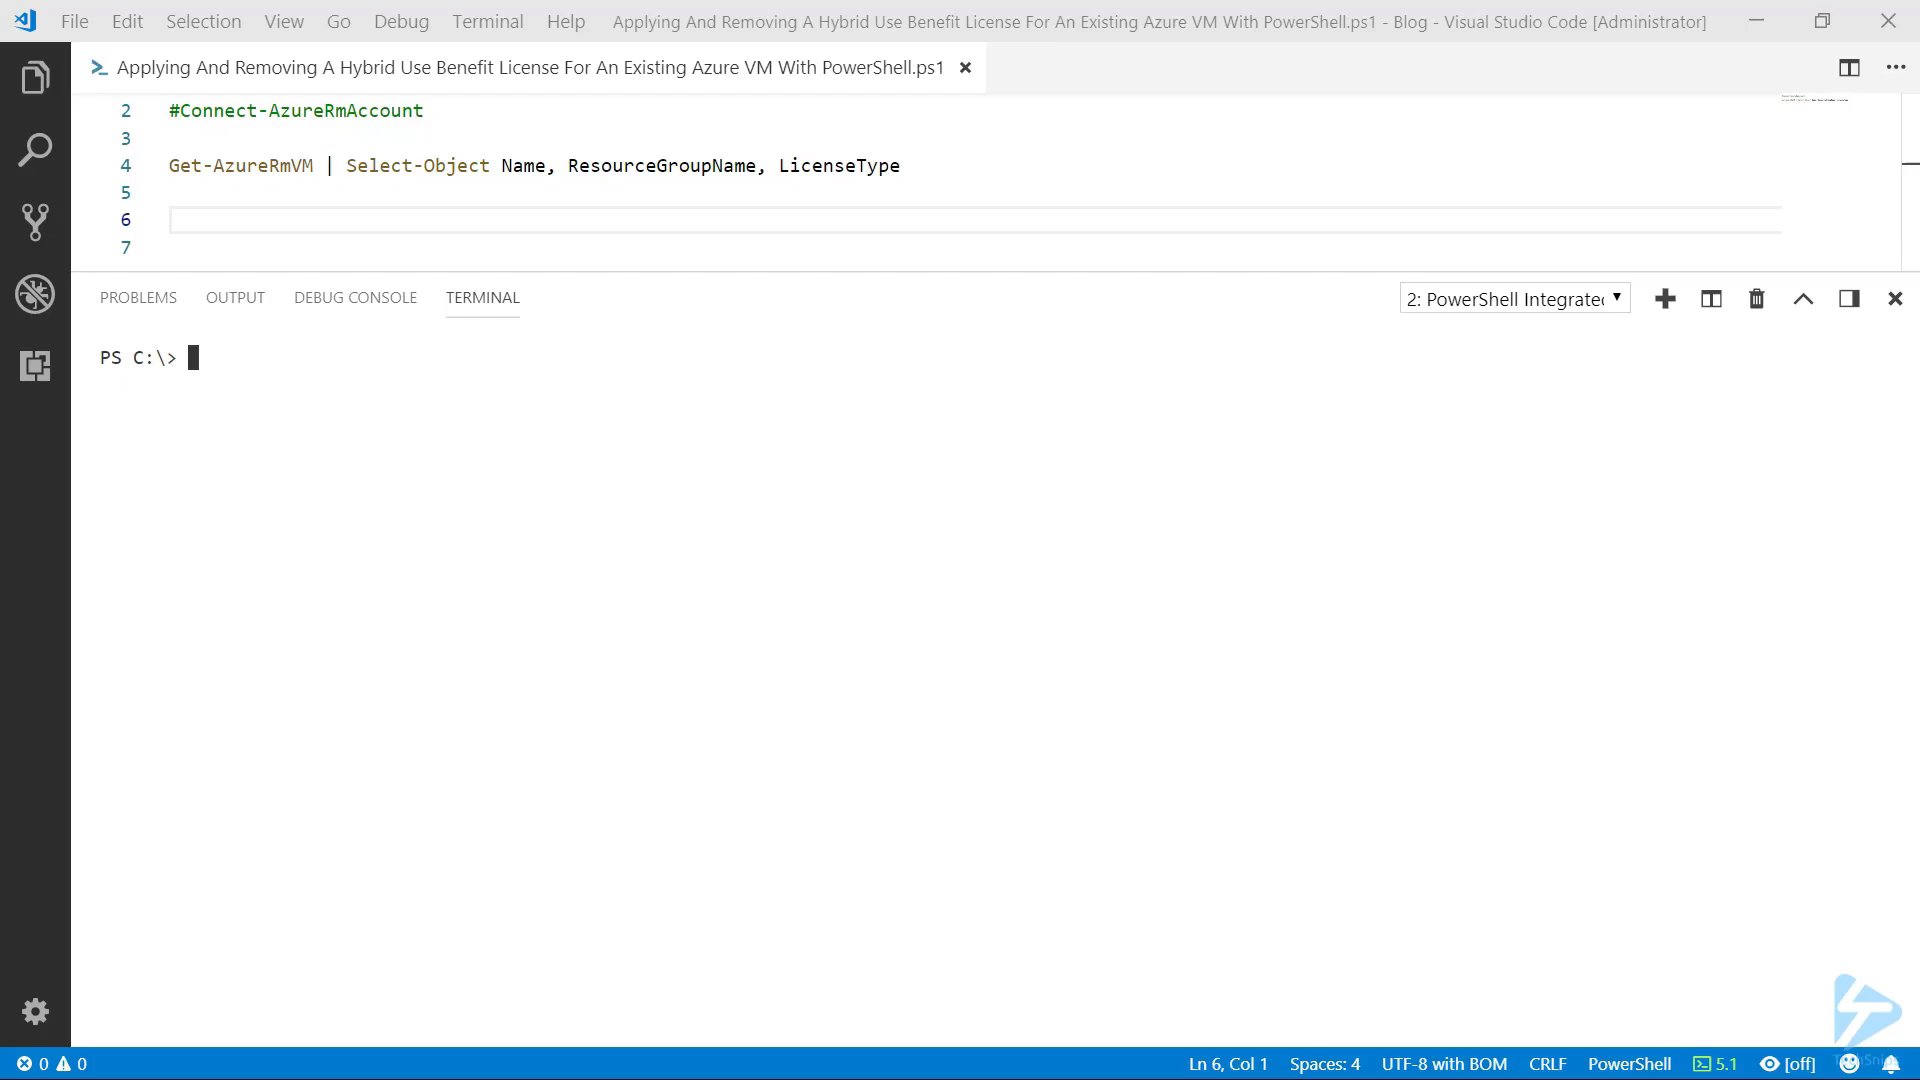 File Edit Selection View Go Debug Terminal Help Applying And Removing A Hybrid Use Benefit License For An Existing Azure VM With PowerShell.ps1 - Blog - Visual Studio Code [Administrator]
Applying And Removing A Hybrid Use Benefit License For An Existing Azure VM With PowerShell.ps1
2 #Connect-AzureRmAccount
3
4 Get-AzureRmVM | Select-Object Name, ResourceGroupName, LicenseType
5
6
7
PROBLEMS OUTPUT DEBUG CONSOLE TERMINAL 2: PowerShell Integrated
PS C:\>
0 0 Ln 6, Col 1 Spaces: 4 UTF-8 with BOM CRLF PowerShell 5.1 [off]